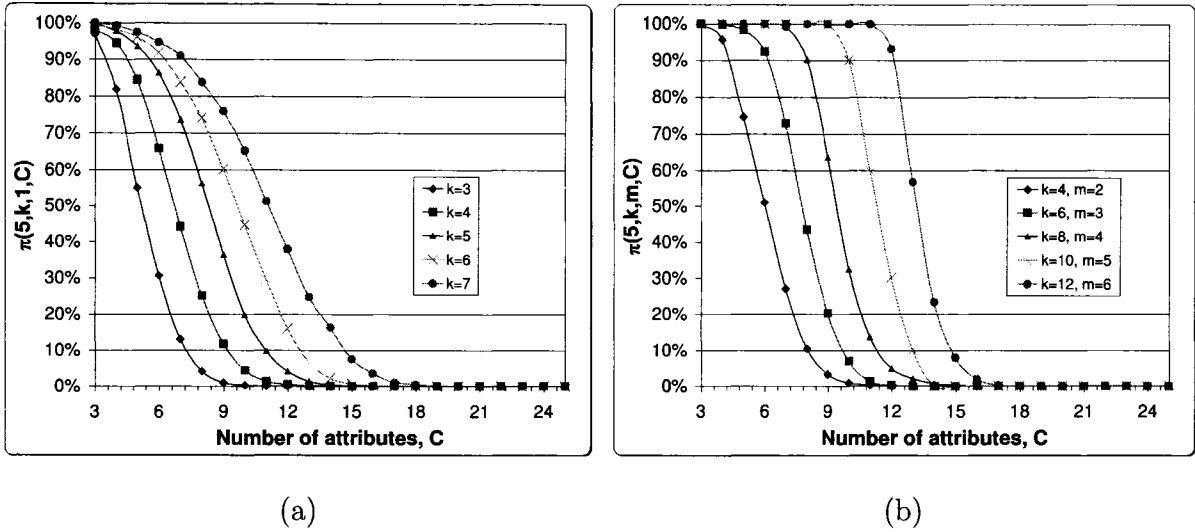 100%
90%
80%
70%
60%
50%
40%
30%
20%
10%
0%
π(5,k,1,C)
k=3
k=4
k=5
k=6
k=7
3 6 9 12 15 18 21 24
Number of attributes, C
(a)
100%
90%
80%
70%
60%
50%
40%
30%
20%
10%
0%
π(5,k,m,C)
k=4, m=2
k=6, m=3
k=8, m=4
k=10, m=5
k=12, m=6
3 6 9 12 15 18 21 24
Number of attributes, C
(b)